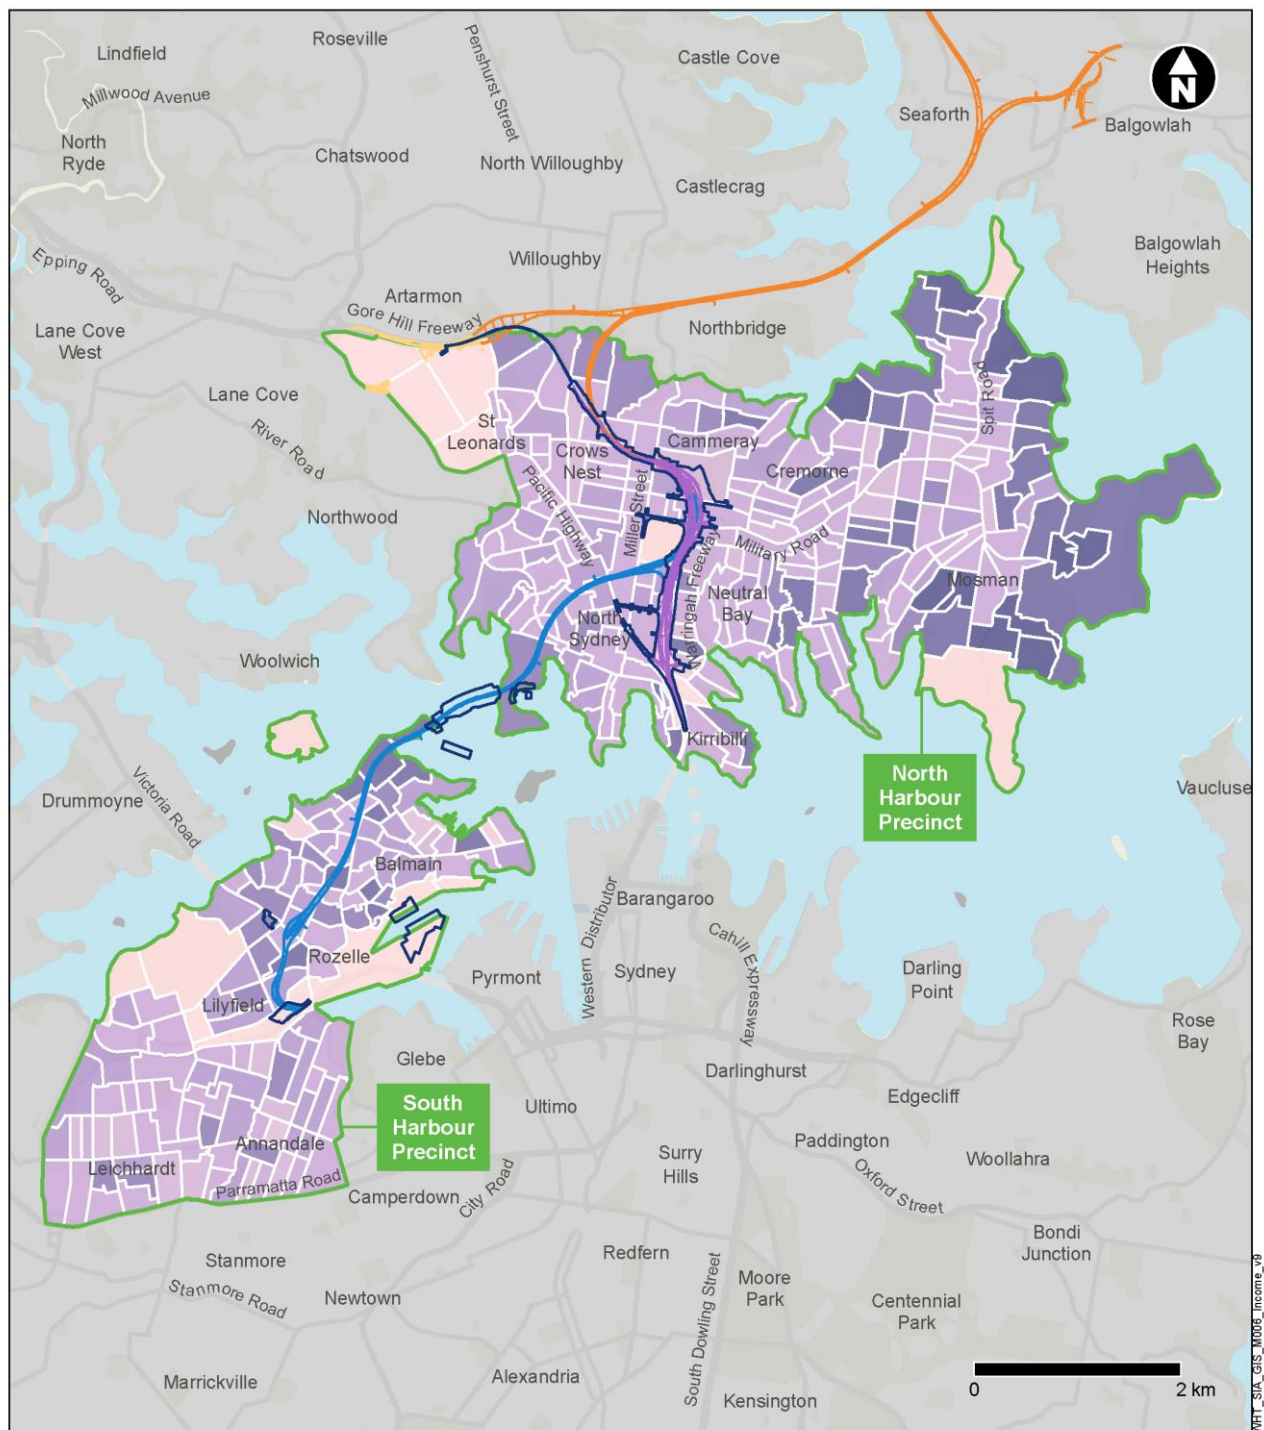 Roseville
Lindfield
Penshurst Street
Castle Cove
N
Millwood Avenue
Seaforth
Balgowlah
North
Ryde
Chatswood
North Willoughby
Castlecrag
Epping Road
Willoughby
Balgowlah
Heights
Artarmon
Gore Hill Freeway
Northbridge
Lane Cove
West
Lane Cove
Spit Road
St
Leonards
River Road
Crows
Nest
Cammeray
Cremorne
Pacific Highway
Miller Street
Northwood
Military Road
Warringah Freeway
Neutral
Bay
Mosman
North
Sydney
Woolwich
Kirribilli
North
Harbour
Precinct
Victoria Road
Drummoyne
Vaucluse
Balmain
Western Distributor
Barangaroo
Cahill Expressway
Rozelle
Pyrmont
Sydney
Darling
Point
Lilyfield
Rose
Bay
Glebe
Darlinghurst
Edgecliff
South
Harbour
Precinct
Ultimo
Annandale
Paddington
Leichhardt
Surry
Hills
Woollahra
Parramatta Road
Camperdown
City Road
Oxford Street
Bondi
Junction
Stanmore
Redfern
Stanmore Road
Newtown
South Dowling Street
Moore
Park
Centennial
Park
Marrickville
Alexandria
Kensington
0
2 km
WHT_SIA_GIS_M006_Income_v9